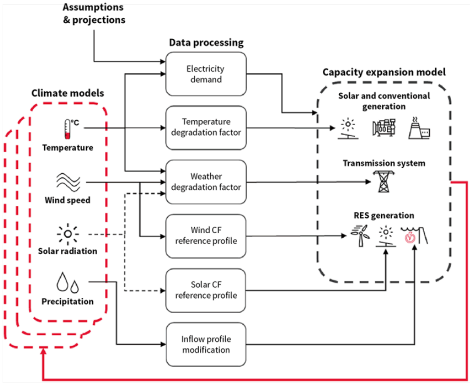 Assumptions
& projections
Data processing
Electricity
demand
Capacity expansion model
Solar and conventional
generation
Climate models
°C
Temperature
Temperature
degradation factor
Transmission system
Wind speed
Weather
degradation factor
RES generation
Wind CF
reference profile
Solar radiation
Solar CF
reference profile
Precipitation
Inflow profile
modification